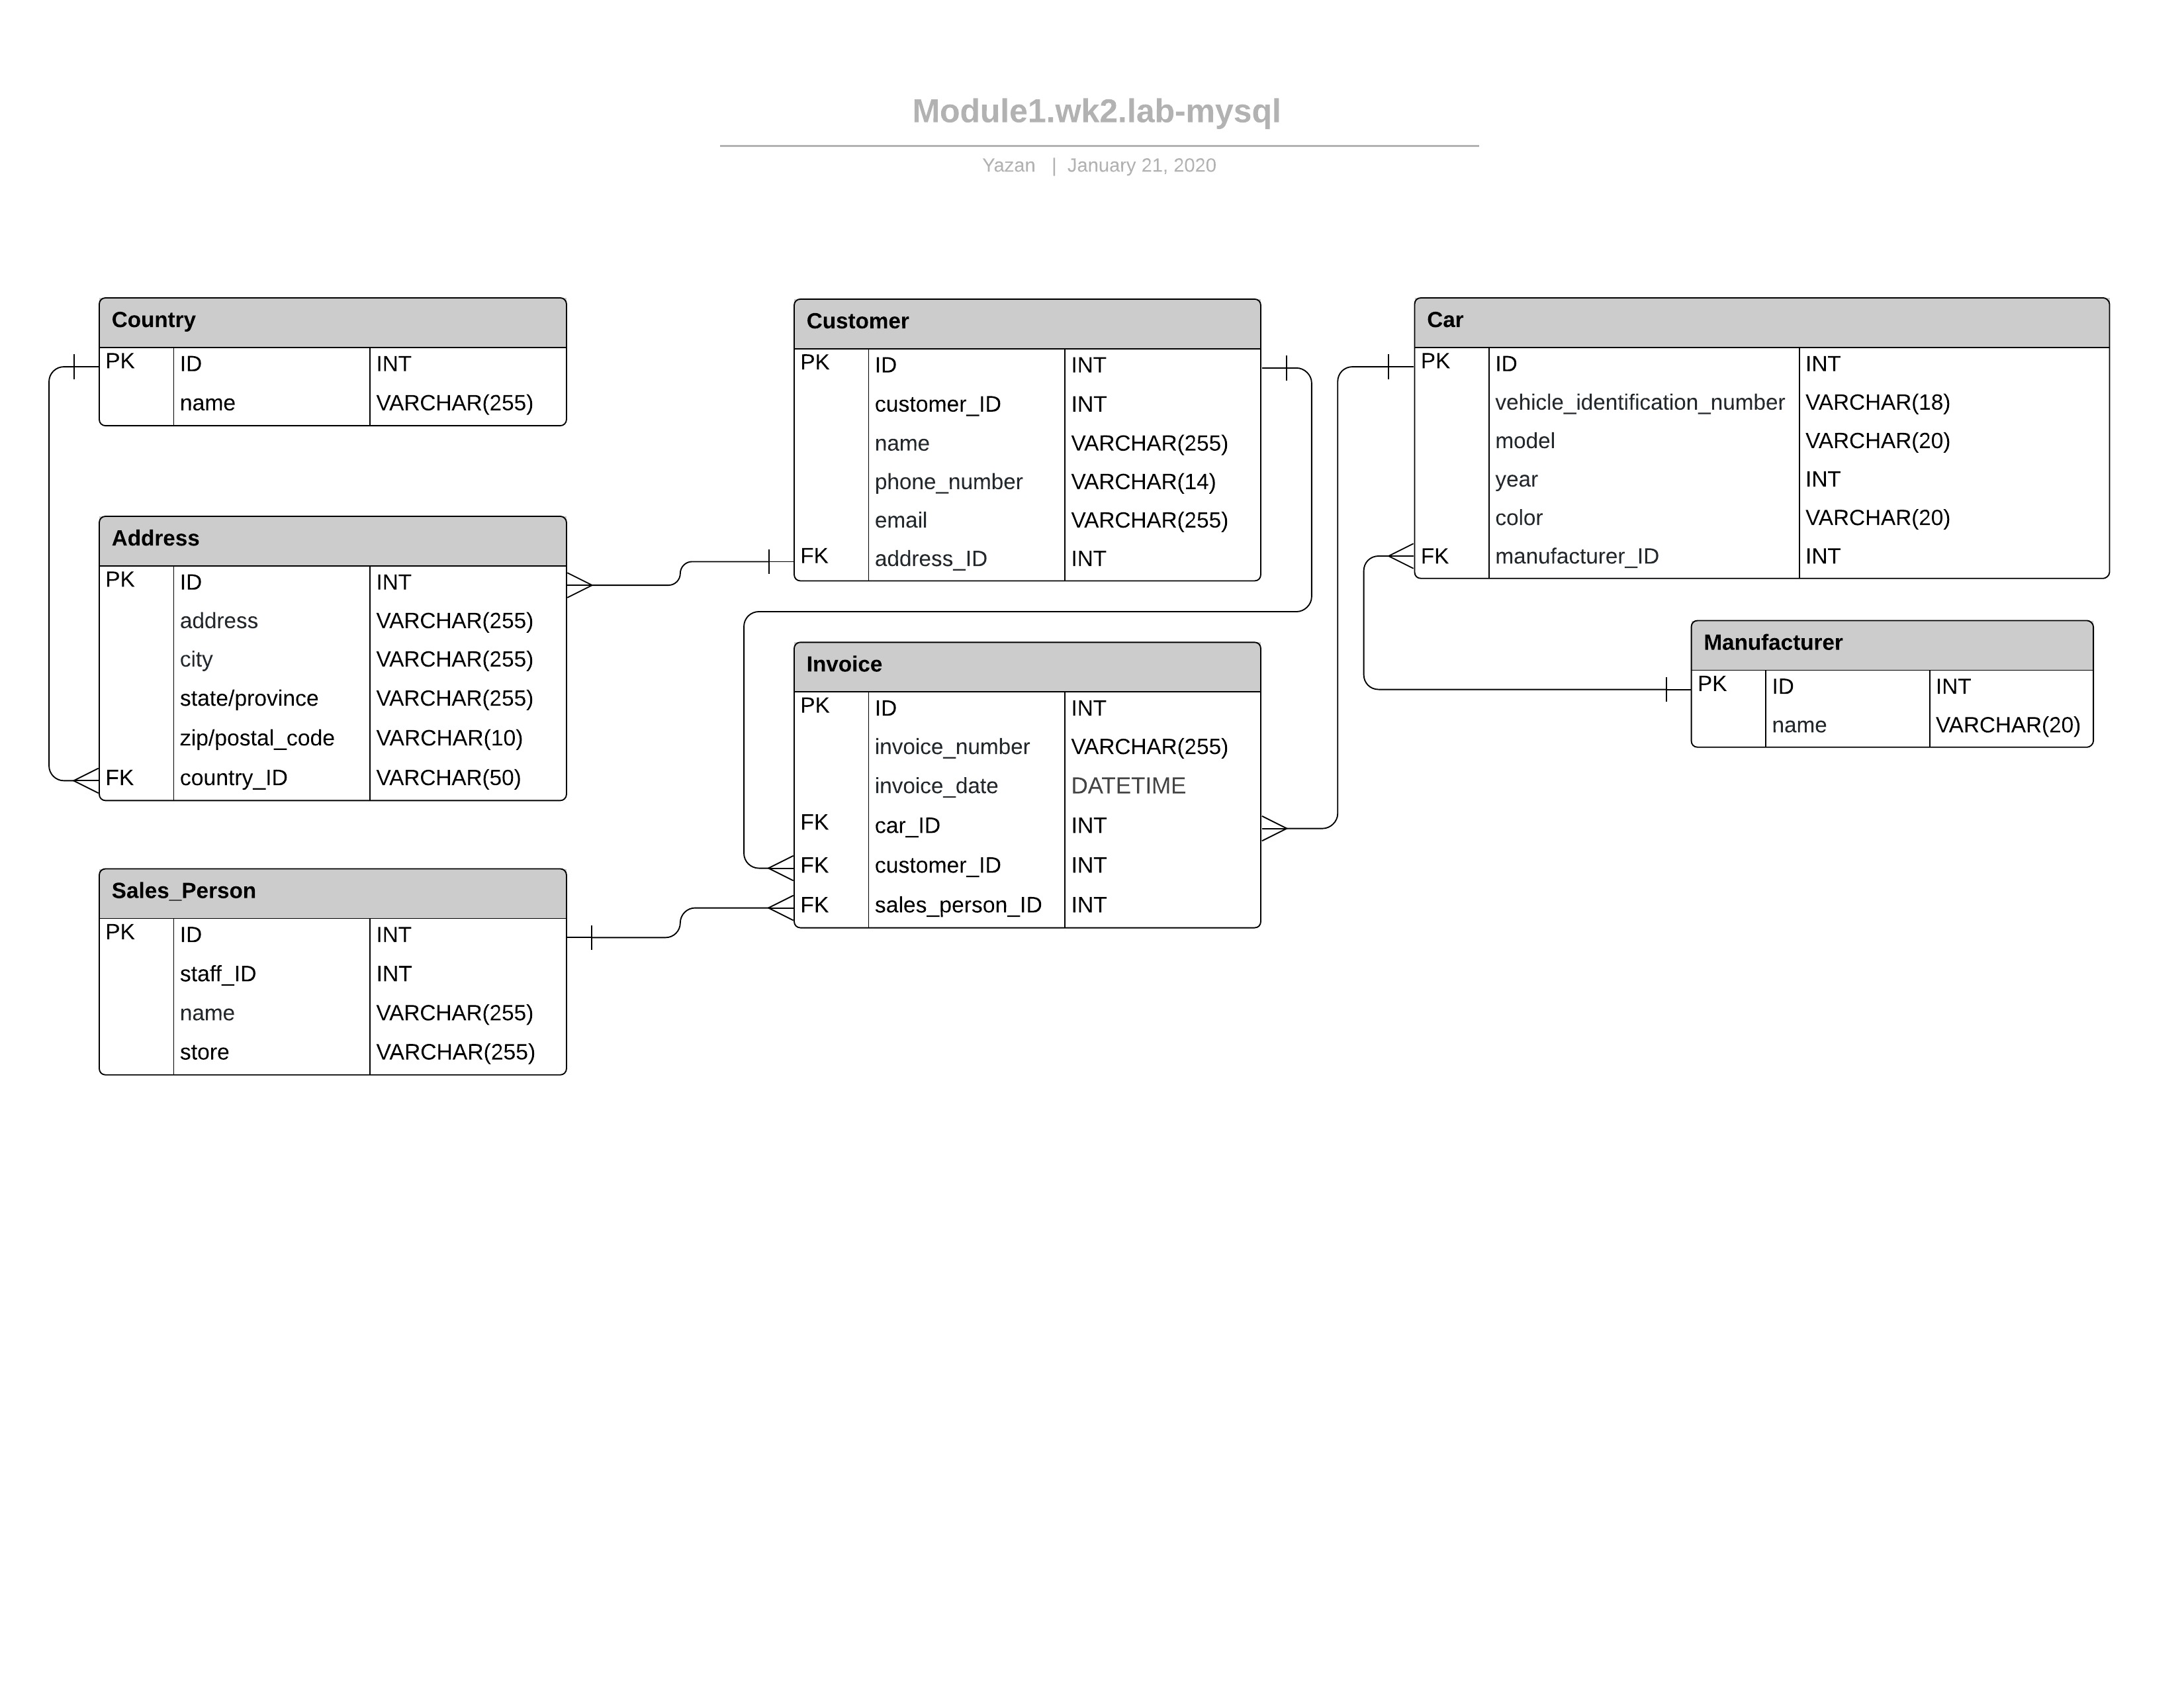 Module1.wk2.lab-mysql
Yazan | January 21, 2020
Country
PK ID INT
name VARCHAR(255)
Address
PK ID INT
address VARCHAR(255)
city VARCHAR(255)
state/province VARCHAR(255)
zip/postal_code VARCHAR(10)
FK country_ID VARCHAR(50)
Sales_Person
PK ID INT
staff_ID INT
name VARCHAR(255)
store VARCHAR(255)
Customer
PK ID INT
customer_ID INT
name VARCHAR(255)
phone_number VARCHAR(14)
email VARCHAR(255)
FK address_ID INT
Invoice
PK ID INT
invoice_number VARCHAR(255)
invoice_date DATETIME
FK car_ID INT
FK customer_ID INT
FK sales_person_ID INT
Car
PK ID INT
vehicle_identification_number VARCHAR(18)
model VARCHAR(20)
year INT
color VARCHAR(20)
FK manufacturer_ID INT
Manufacturer
PK ID INT
name VARCHAR(20)